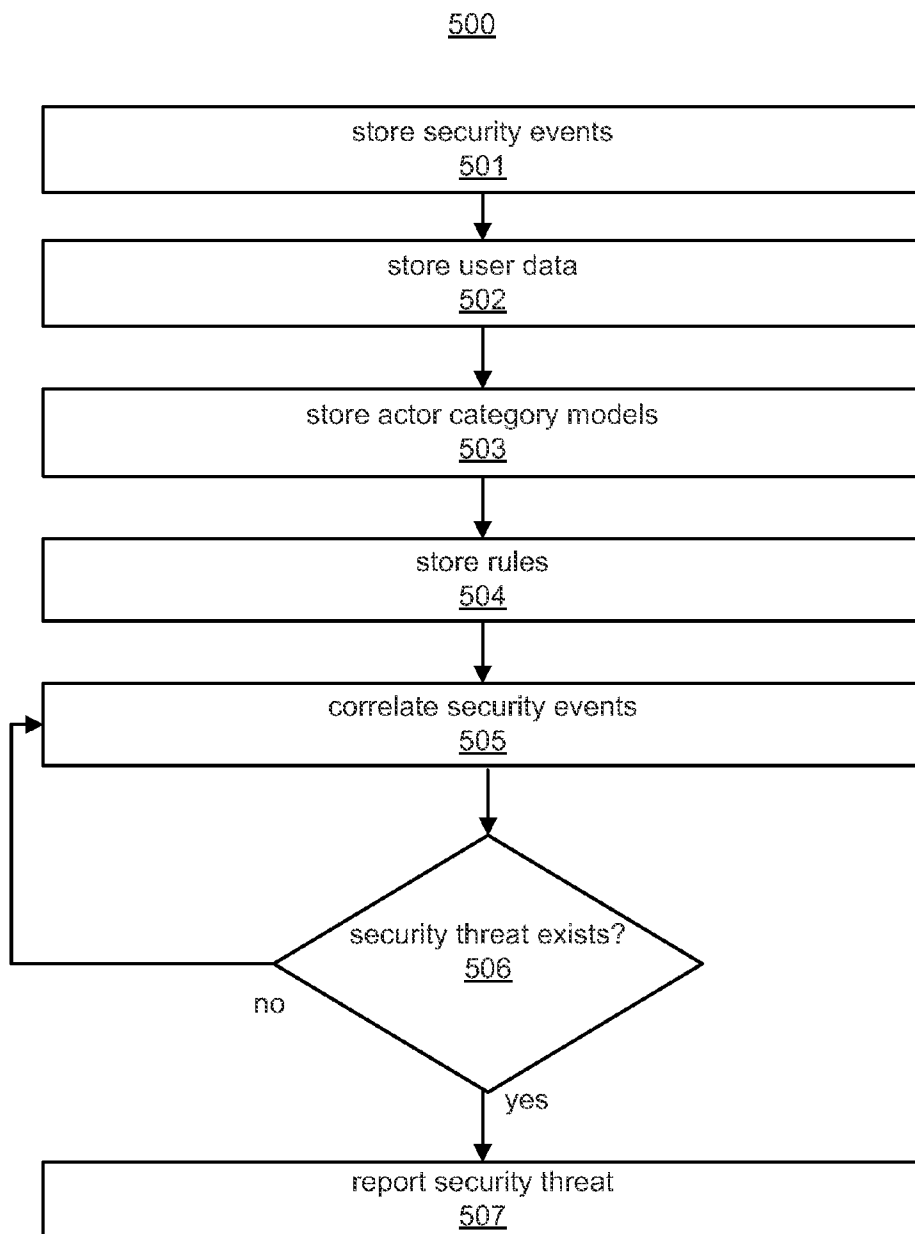 500
store security events
501
store user data
502
store actor category models
503
store rules
504
correlate security events
505
security threat exists?
506
no
yes
report security threat
507